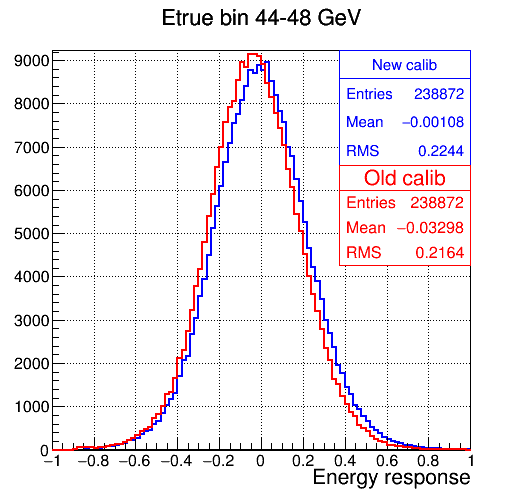 Etrue bin 44-48 GeV
New calib
Entries 238872
Mean −0.00108
RMS 0.2244
Old calib
Entries 238872
Mean −0.03298
RMS 0.2164
9000
8000
7000
6000
5000
4000
3000
2000
1000
0
−1 −0.8 −0.6 −0.4 −0.2 0 0.2 0.4 0.6 0.8 1
Energy response